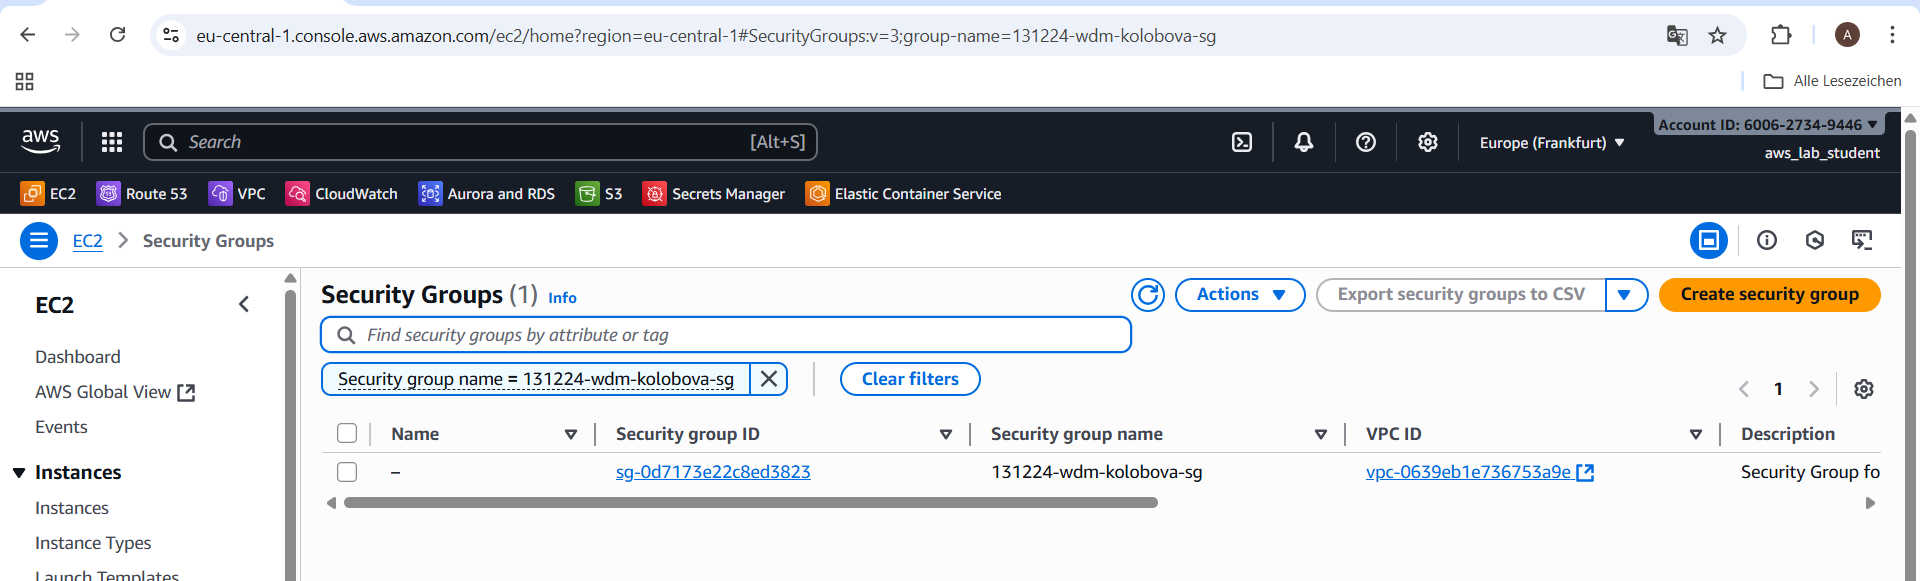 eu-central-1.console.aws.amazon.com/ec2/home?region=eu-central-1#SecurityGroups:v=3;group-name=131224-wdm-kolobova-sg
A
Alle Lesezeichen
aws
Search
[Alt+S]
Europe (Frankfurt)
Account ID: 6006-2734-9446
aws_lab_student
EC2
Route 53
VPC
CloudWatch
Aurora and RDS
S3
Secrets Manager
Elastic Container Service
EC2
Security Groups
EC2
Dashboard
AWS Global View
Events
Instances
Instances
Instance Types
Launch Templates
Security Groups (1) Info
Actions
Export security groups to CSV
Create security group
Find security groups by attribute or tag
Security group name = 131224-wdm-kolobova-sg
Clear filters
1
Name
Security group ID
Security group name
VPC ID
Description
–
sg-0d7173e22c8ed3823
131224-wdm-kolobova-sg
vpc-0639eb1e736753a9e
Security Group fo